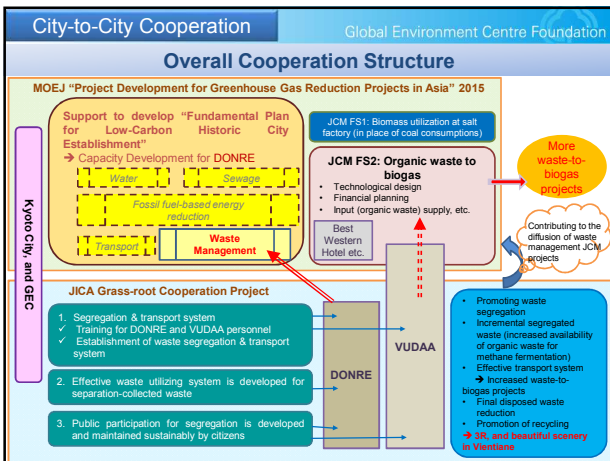 City-to-City Cooperation
Global Environment Centre Foundation
Overall Cooperation Structure
MOEJ “Project Development for Greenhouse Gas Reduction Projects in Asia” 2015
Kyoto City, and GEC
Support to develop “Fundamental Plan
for Low-Carbon Historic City
Establishment”
➔ Capacity Development for DONRE
Water
Sewage
Fossil fuel-based energy
reduction
Transport
Waste
Management
JCM FS1: Biomass utilization at salt
factory (in place of coal consumptions)
JCM FS2: Organic waste to
biogas
• Technological design
• Financial planning
• Input (organic waste) supply, etc.
Best
Western
Hotel etc.
More
waste-to-
biogas
projects
Contributing to
the diffusion of waste
management JCM
projects
JICA Grass-root Cooperation Project
1. Segregation & transport system
✓ Training for DONRE and VUDAA personnel
✓ Establishment of waste segregation & transport
system
2. Effective waste utilizing system is developed for
separation-collected waste
3. Public participation for segregation is developed
and maintained sustainably by citizens
DONRE
VUDAA
• Promoting waste
segregation
• Incremental segregated
waste (increased availability
of organic waste for
methane fermentation)
• Effective transport system
➔ Increased waste-to-
biogas projects
• Final disposed waste
reduction
• Promotion of recycling
➔ 3R, and beautiful scenery
in Vientiane